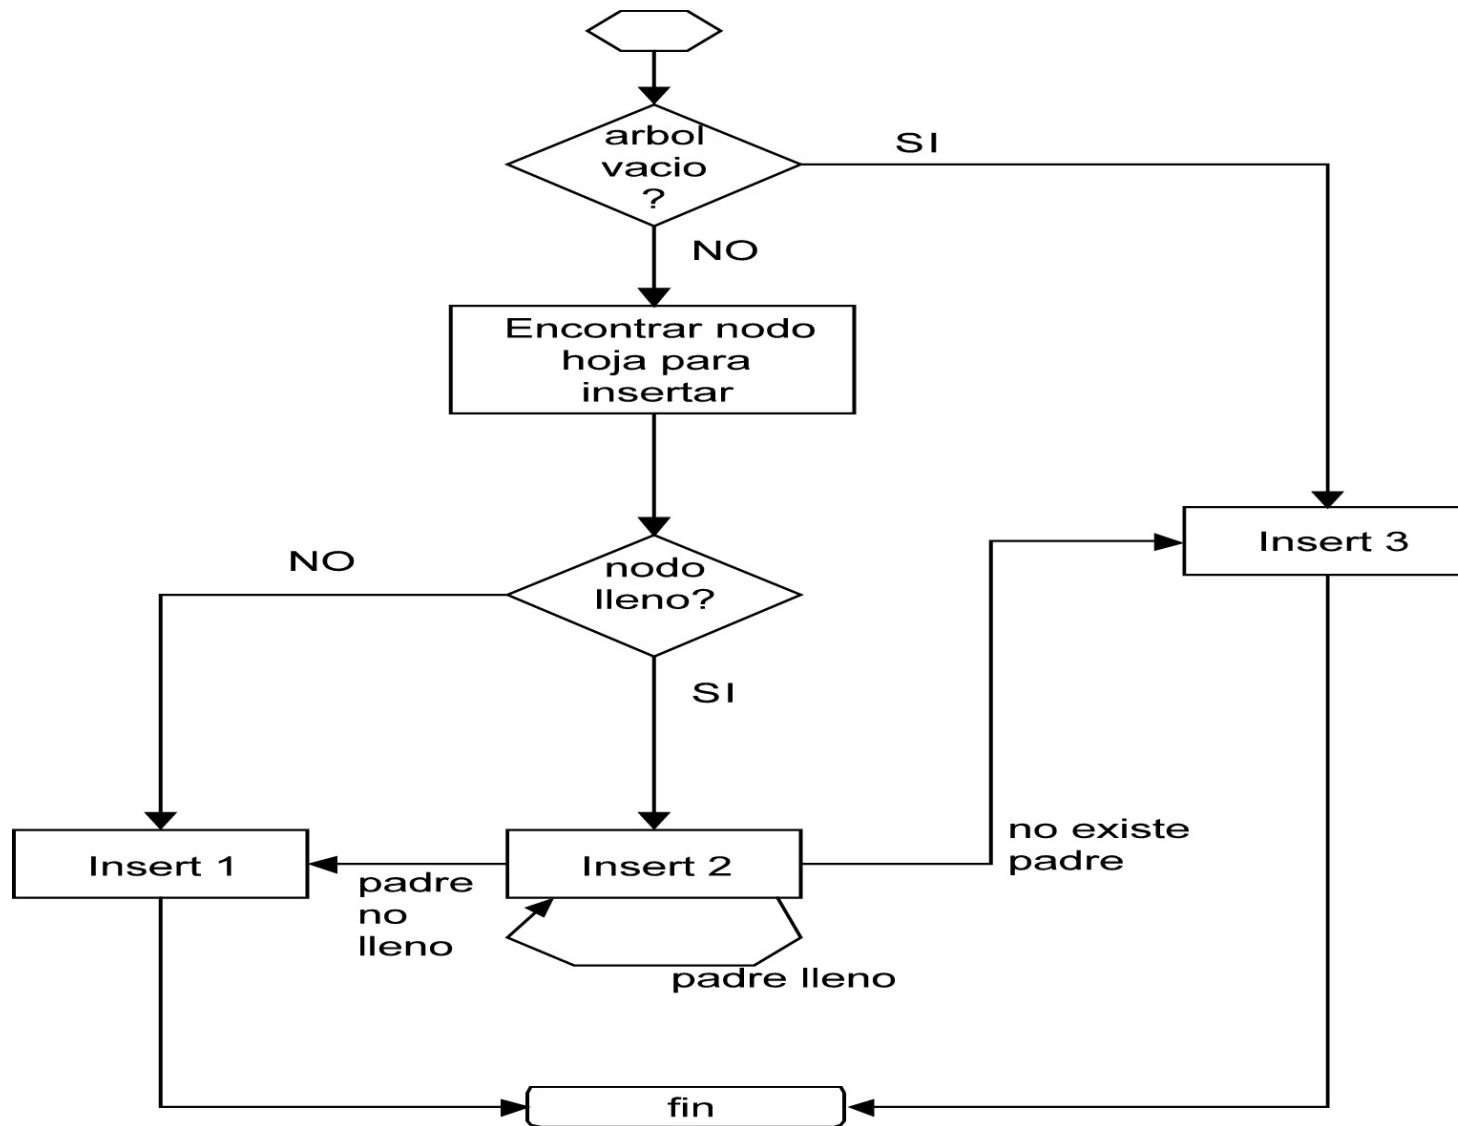 arbol
vacio
?
SI
NO
Encontrar nodo
hoja para
insertar
Insert 3
NO
nodo
lleno?
SI
no existe
padre
Insert 1
Insert 2
padre
no
lleno
padre lleno
fin